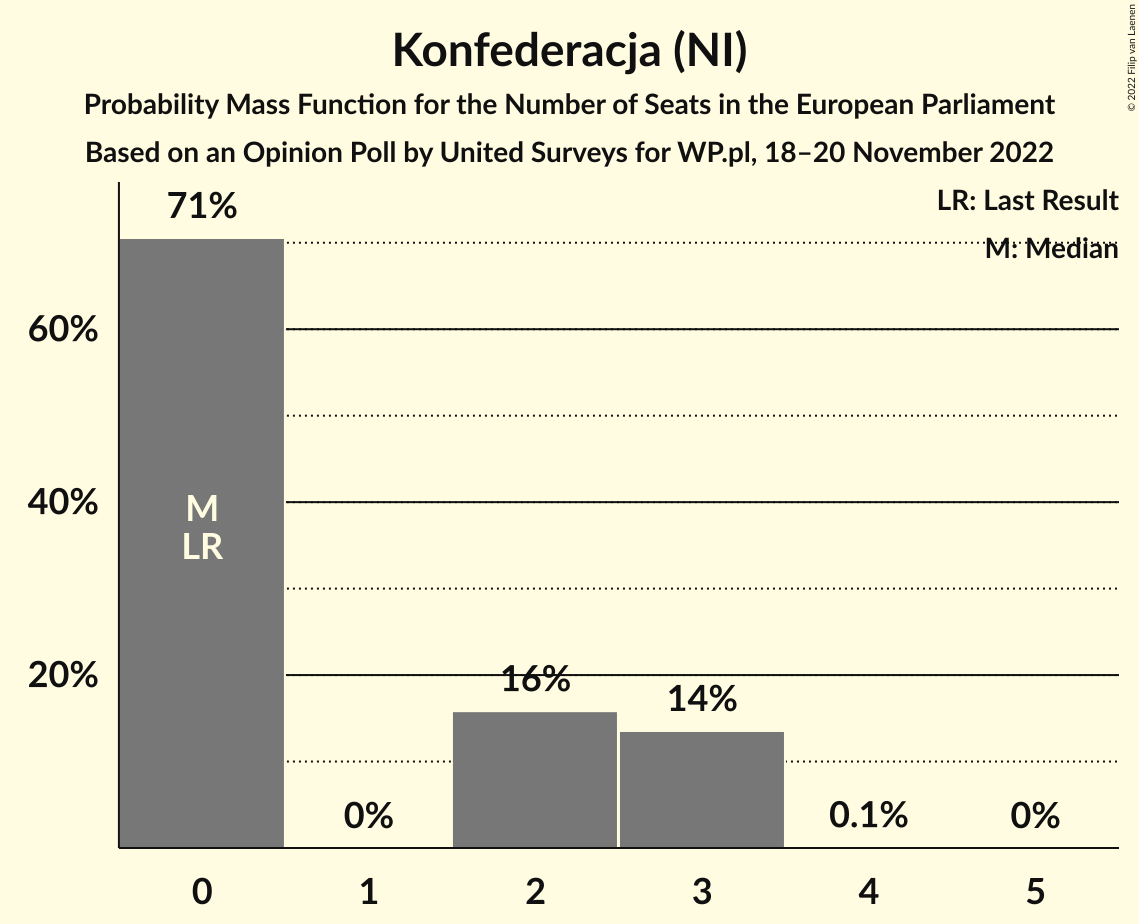 Konfederacja (NI)
Probability Mass Function for the Number of Seats in the European Parliament
Based on an Opinion Poll by United Surveys for WP.pl, 18–20 November 2022
© 2022 Filip van Laenen
LR: Last Result
M: Median
71%
60%
40%
20%
M
LR
0%
16%
14%
0.1%
0%
0 1 2 3 4 5